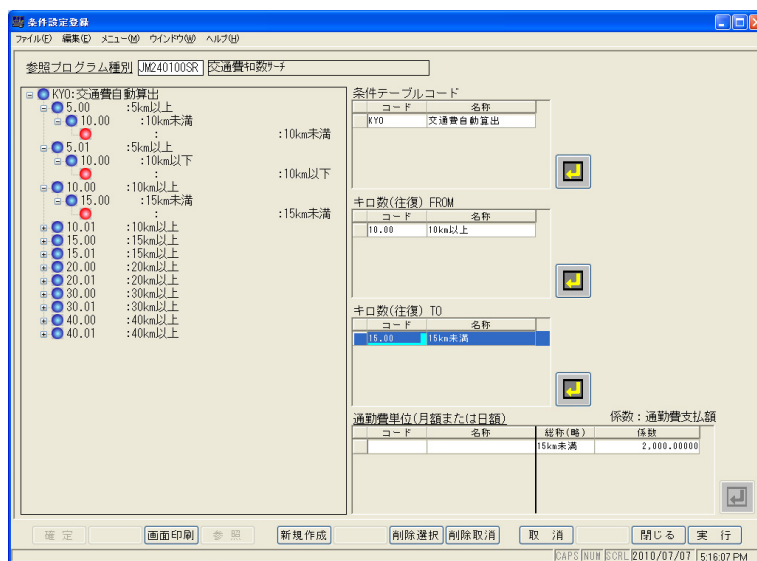 条件設定登録
ファイル(F) 編集(E) メニュー(M) ウインドウ(W) ヘルプ(H)
参照プログラム種別 JM240100SR 交通費ｷﾛ数ｻｰﾁ
KYO:交通費自動算出
5.00 :5km以上
10.00 :10km未満
: :10km未満
5.01 :5km以上
10.00 :10km以下
: :10km以下
10.00 :10km以上
15.00 :15km未満
: :15km未満
10.01 :10km以上
15.00 :15km以上
15.01 :15km以上
20.00 :20km以上
20.01 :20km以上
30.00 :30km以上
30.01 :30km以上
40.00 :40km以上
40.01 :40km以上
条件テーブルコード
コード 名称
KYO 交通費自動算出
キロ数(往復) FROM
コード 名称
10.00 10km以上
キロ数(往復) TO
コード 名称
15.00 15km未満
通勤費単位(月額または日額) 係数：通勤費支払額
コード 名称 総称(略) 係数
15km未満 2,000.00000
確定 画面印刷 参照 新規作成 削除選択 削除取消 取消 閉じる 実行
CAPS NUM SCRL 2010/07/07 5:16:07 PM